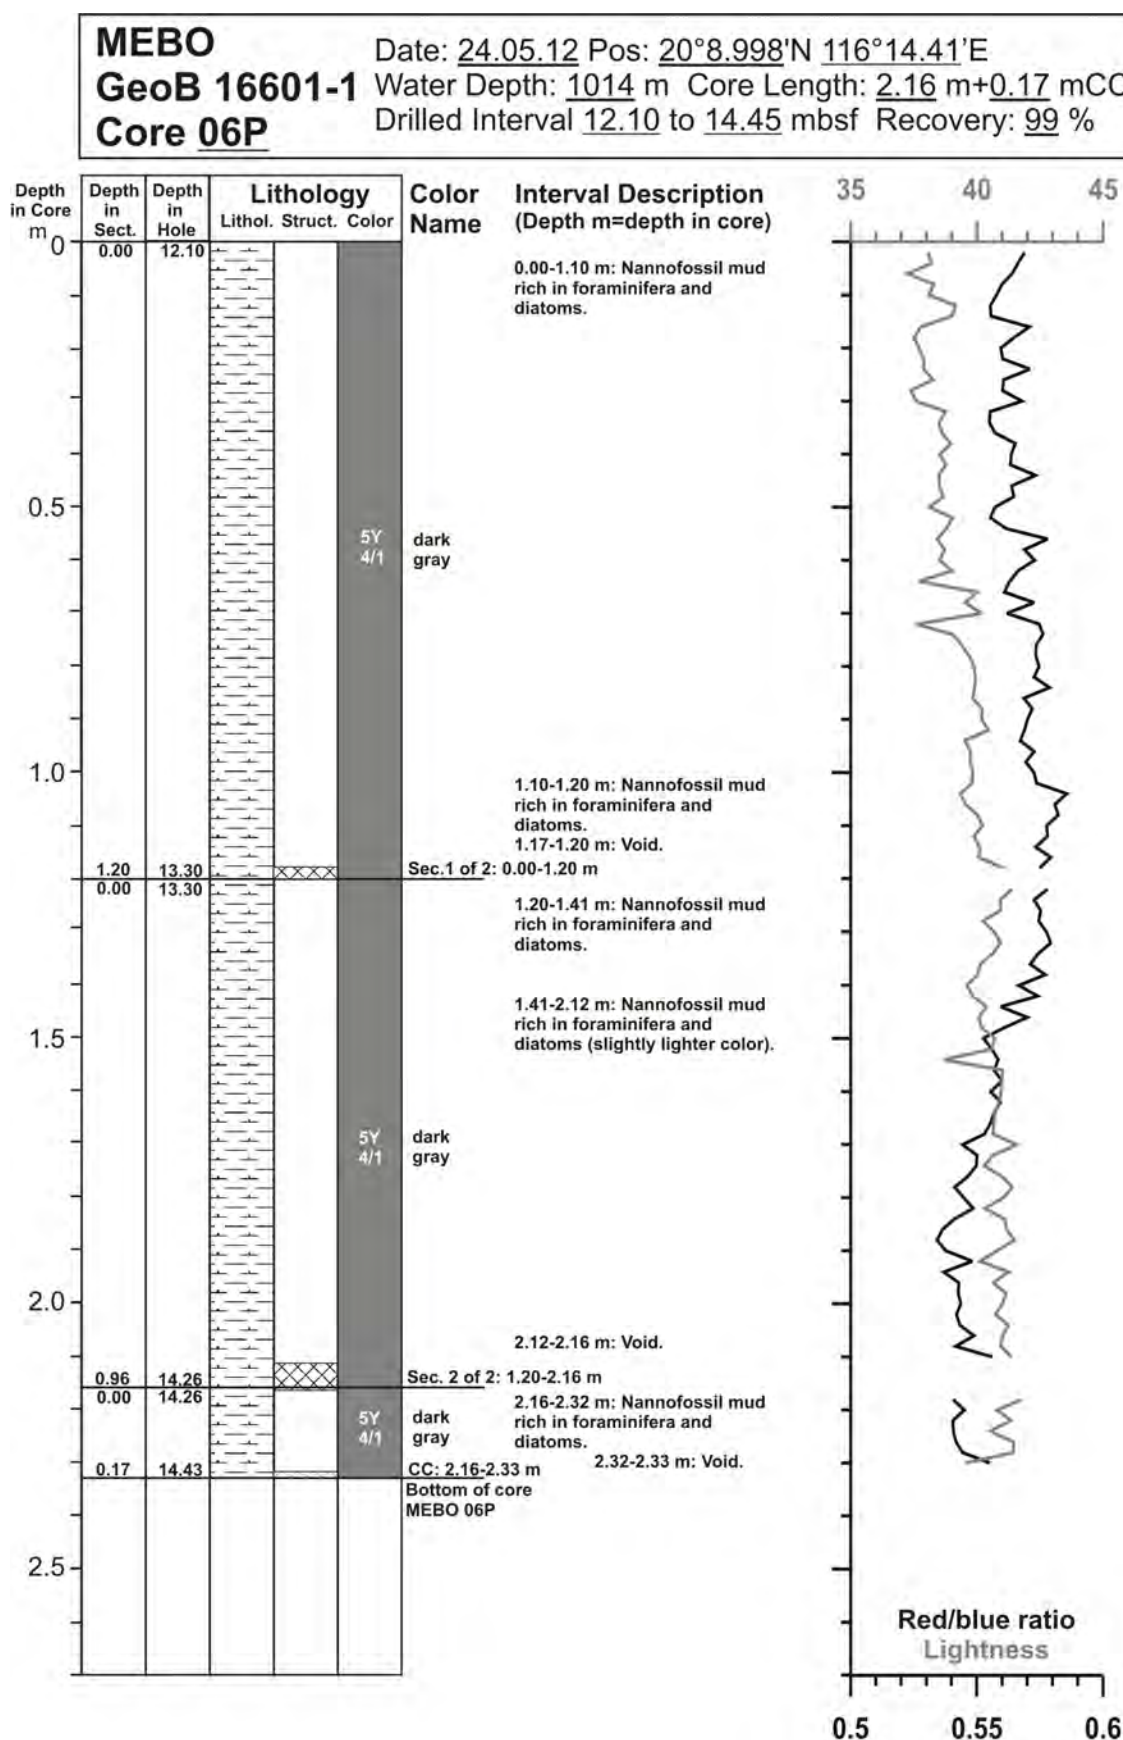 MEBO
GeoB 16601-1
Core 06P
Date: 24.05.12 Pos: 20°8.998'N 116°14.41'E
Water Depth: 1014 m Core Length: 2.16 m+0.17 mCC
Drilled Interval 12.10 to 14.45 mbsf Recovery: 99 %
Depth
in Core
m
Depth
in
Sect.
Depth
in
Hole
Lithology
Lithol. Struct. Color
Color
Name
Interval Description
(Depth m=depth in core)
35 40 45
0
0.00 12.10
0.00-1.10 m: Nannofossil mud
rich in foraminifera and
diatoms.
0.5
5Y
4/1
dark
gray
1.0
1.10-1.20 m: Nannofossil mud
rich in foraminifera and
diatoms.
1.17-1.20 m: Void.
1.20 13.30
Sec.1 of 2: 0.00-1.20 m
0.00 13.30
1.20-1.41 m: Nannofossil mud
rich in foraminifera and
diatoms.
1.41-2.12 m: Nannofossil mud
rich in foraminifera and
diatoms (slightly lighter color).
1.5
5Y
4/1
dark
gray
2.0
2.12-2.16 m: Void.
0.96 14.26
Sec. 2 of 2: 1.20-2.16 m
0.00 14.26
2.16-2.32 m: Nannofossil mud
rich in foraminifera and
diatoms.
5Y
4/1
dark
gray
2.32-2.33 m: Void.
0.17 14.43
CC: 2.16-2.33 m
Bottom of core
MEBO 06P
2.5
Red/blue ratio
Lightness
0.5 0.55 0.6